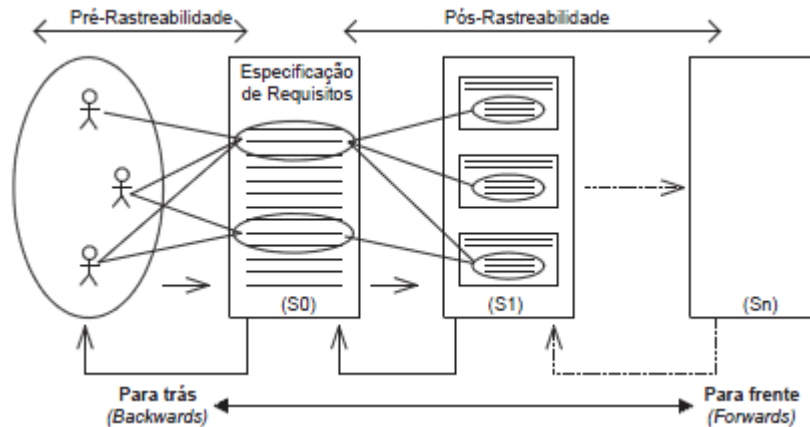 Pré-Rastreabilidade
Pós-Rastreabilidade
Especificação
de Requisitos
(S0)
(S1)
(Sn)
Para trás
(Backwards)
Para frente
(Forwards)